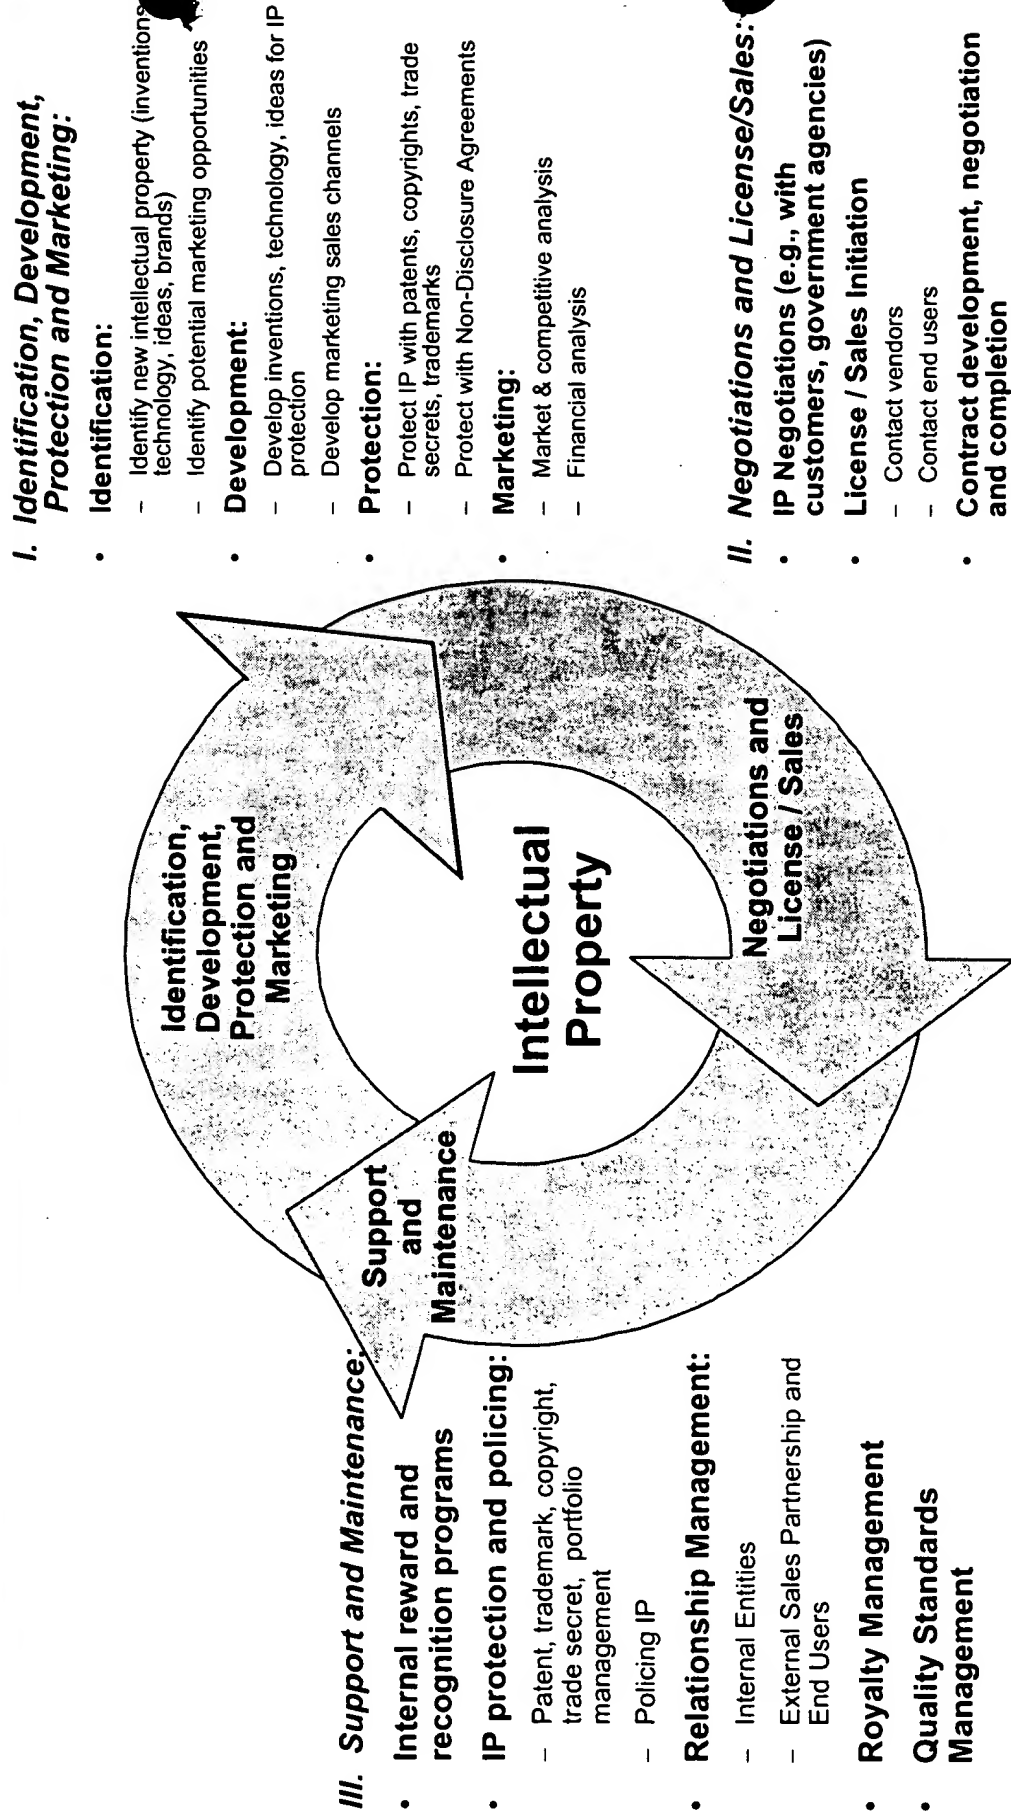 I. Identification, Development,
Protection and Marketing:
• Identification:
– Identify new intellectual property (inventions
technology, ideas, brands)
– Identify potential marketing opportunities
• Development:
– Develop inventions, technology, ideas for IP
protection
– Develop marketing sales channels
• Protection:
– Protect IP with patents, copyrights, trade
secrets, trademarks
– Protect with Non-Disclosure Agreements
• Marketing:
– Market & competitive analysis
– Financial analysis
III. Negotiations and License/Sales:
• IP Negotiations (e.g., with
customers, government agencies)
• License / Sales Initiation
– Contact vendors
– Contact end users
• Contract development, negotiation
and completion
Identification,
Development,
Protection and
Marketing
Intellectual
Property
Negotiations and
License / Sales
Support
and
Maintenance
III. Support and Maintenance:
• Internal reward and
recognition programs
• IP protection and policing:
– Patent, trademark, copyright,
trade secret, portfolio
management
– Policing IP
• Relationship Management:
– Internal Entities
– External Sales Partnership and
End Users
• Royalty Management
• Quality Standards
Management